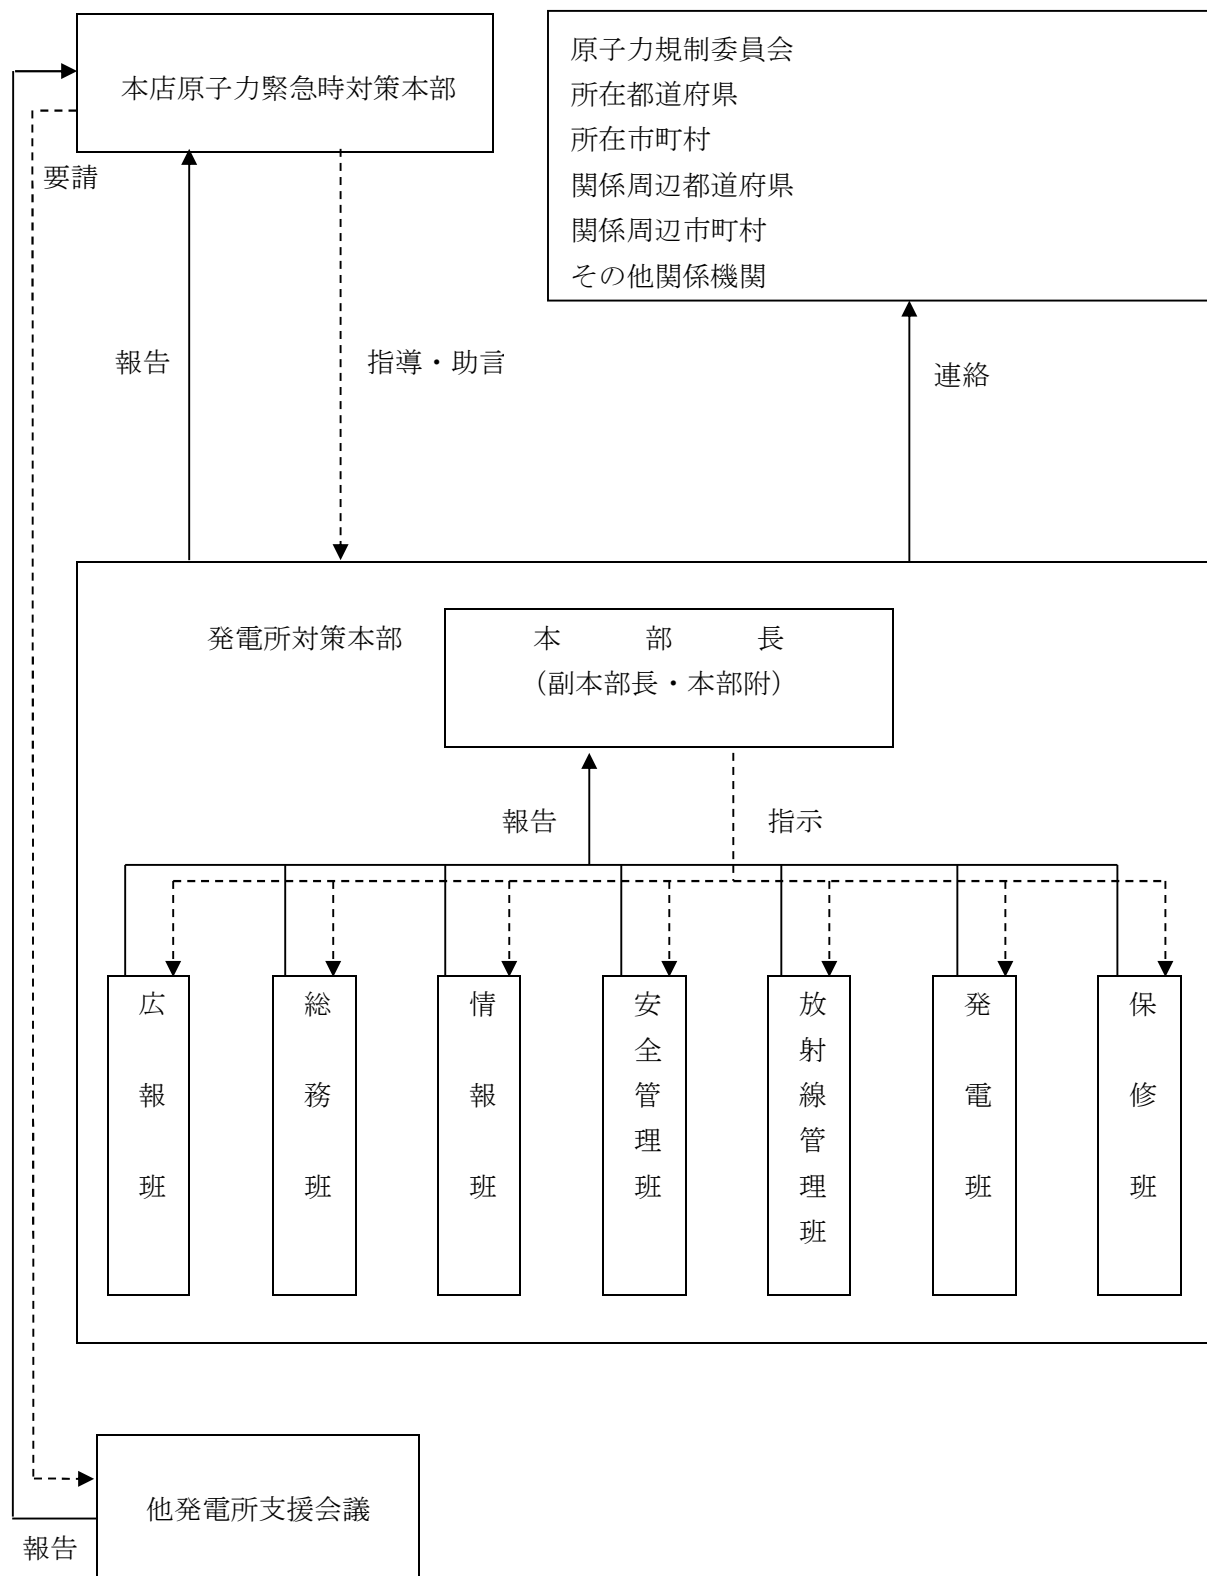 本店原子力緊急時対策本部
原子力規制委員会
所在都道府県
所在市町村
関係周辺都道府県
関係周辺市町村
その他関係機関
要請
報告
指導・助言
連絡
発電所対策本部
本部長
（副本部長・本部附）
報告
指示
広報班
総務班
情報班
安全管理班
放射線管理班
発電班
保修班
他発電所支援会議
報告